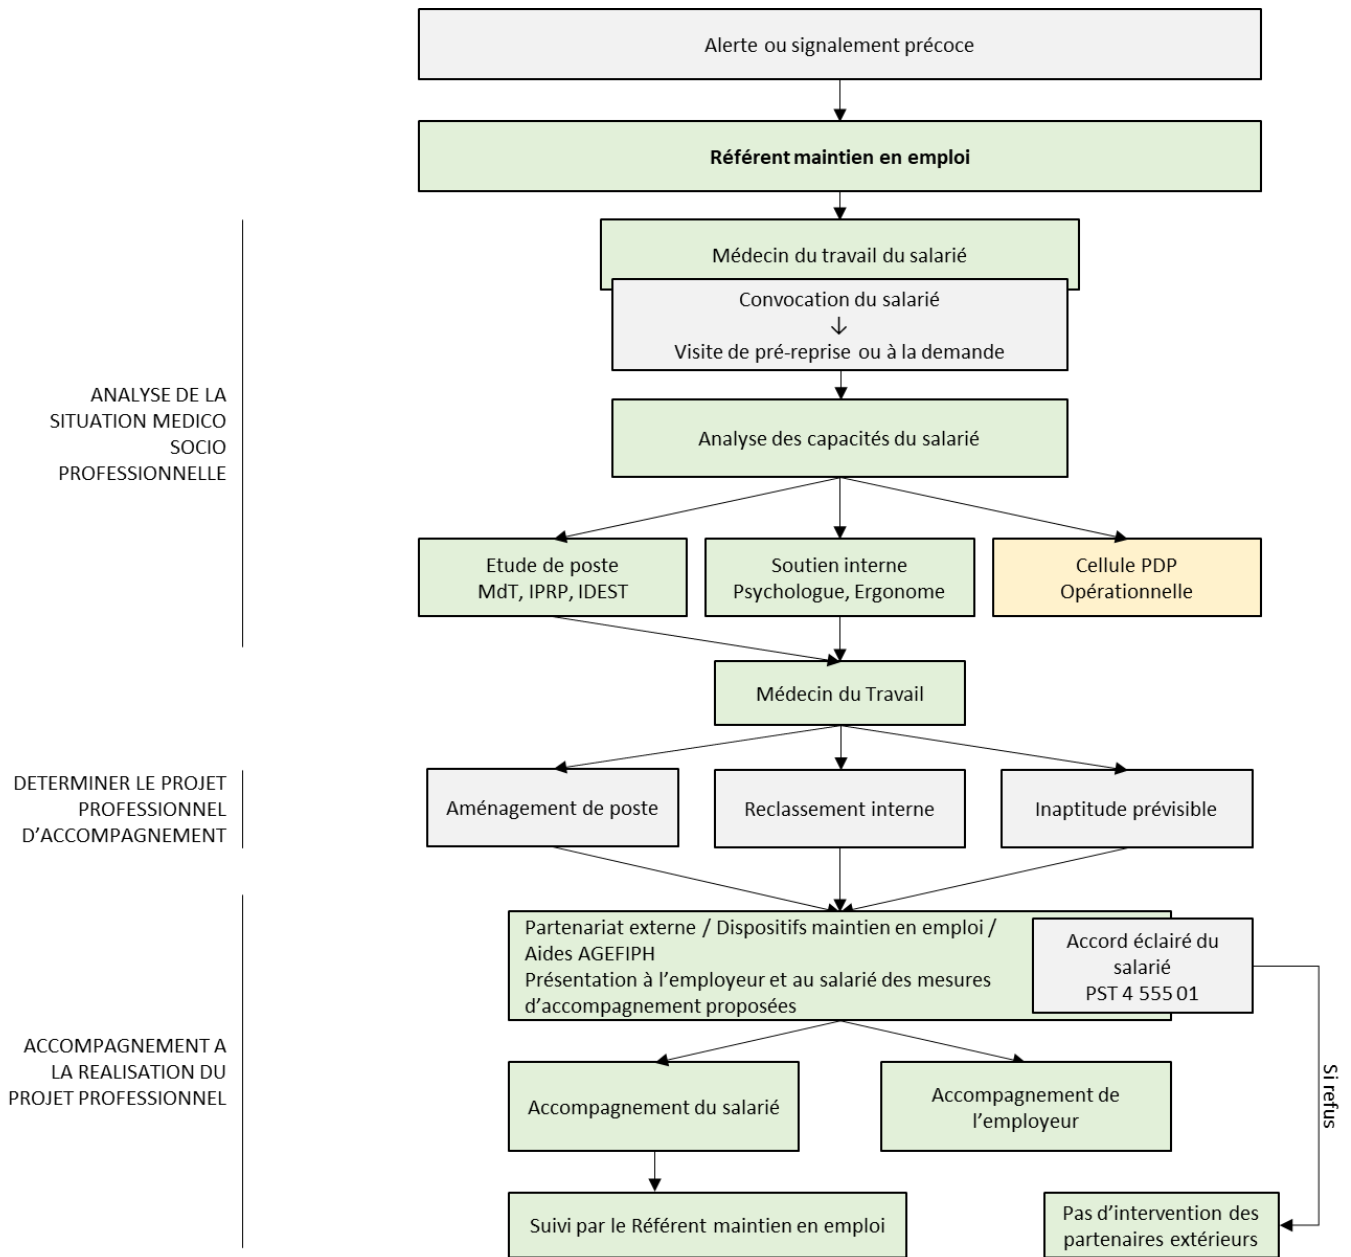 Alerte ou signalement précoce
Référent maintien en emploi
Médecin du travail du salarié
Convocation du salarié
↓
Visite de pré-reprise ou à la demande
ANALYSE DE LA
SITUATION MEDICO
SOCIO
PROFESSIONNELLE
Analyse des capacités du salarié
Etude de poste
MdT, IPRP, IDEST
Soutien interne
Psychologue, Ergonome
Cellule PDP
Opérationnelle
Médecin du Travail
DETERMINER LE PROJET
PROFESSIONNEL
D'ACCOMPAGNEMENT
Aménagement de poste
Reclassement interne
Inaptitude prévisible
Partenariat externe / Dispositifs maintien en emploi /
Aides AGEFIPH
Présentation à l'employeur et au salarié des mesures
d'accompagnement proposées
Accord éclairé du
salarié
PST 4 555 01
ACCOMPAGNEMENT A
LA REALISATION DU
PROJET PROFESSIONNEL
Accompagnement du salarié
Accompagnement de
l'employeur
Si refus
Suivi par le Référent maintien en emploi
Pas d'intervention des
partenaires extérieurs